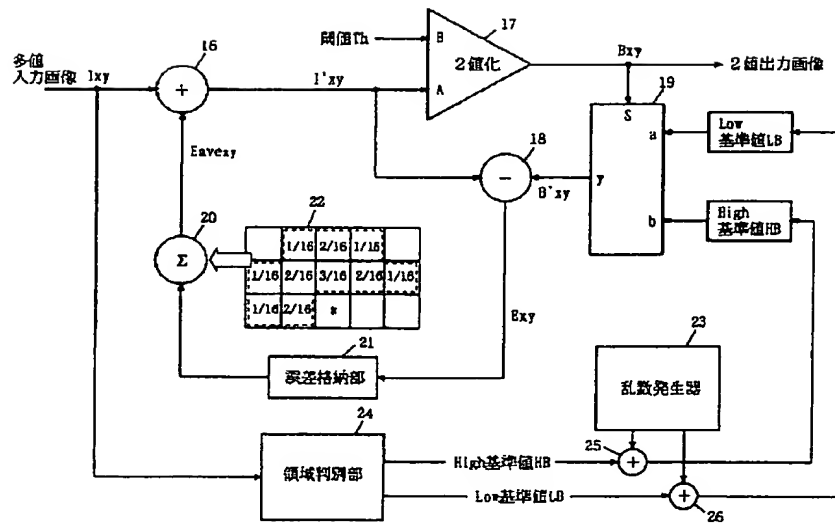 多値
入力画像
Ixy
16
+
I'xy
閾値Th
B
A
17
2値化
Bxy
2値出力画像
19
S
a
b
y
Low
基準値LB
High
基準値HB
18
-
B'xy
Eavexy
20
Σ
22
1/16 2/16 1/16
1/16 2/16 3/16 2/16 1/16
1/16 2/16 *
Exy
21
誤差格納部
23
乱数発生器
24
領域判別部
High基準値HB
25
+
Low基準値LB
+
26